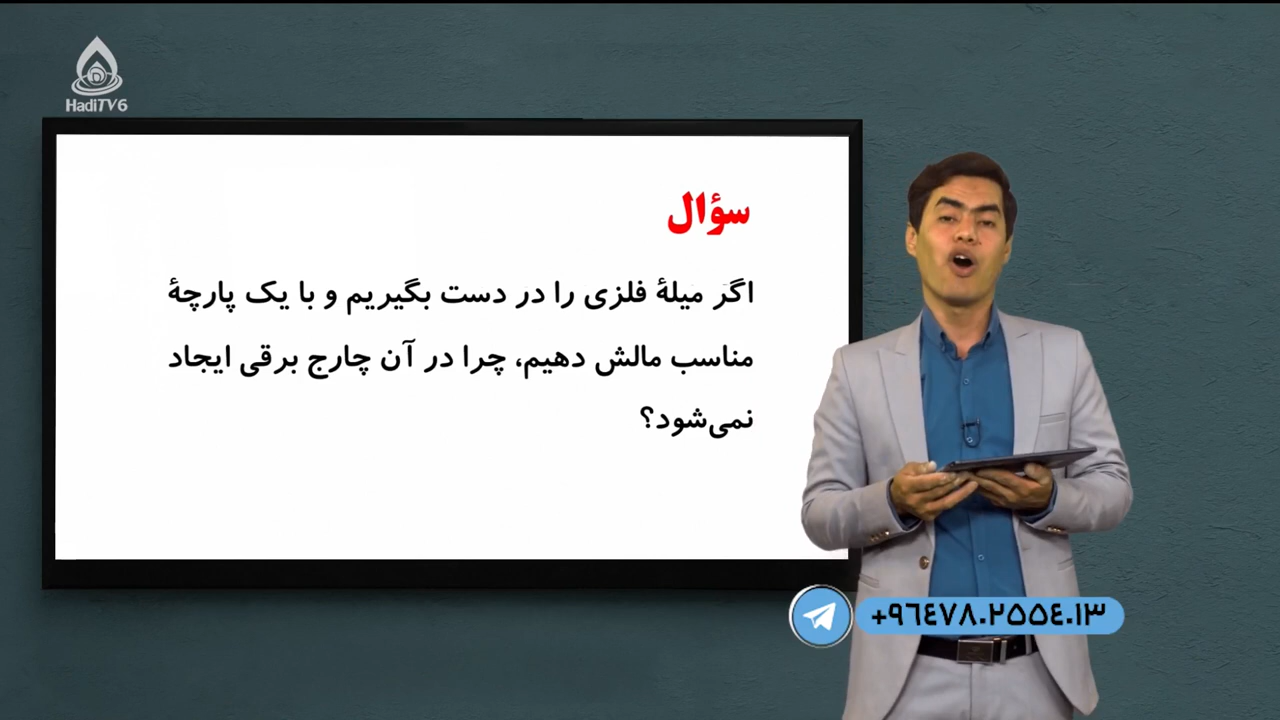 HadiTV6
سؤال
اگر میلهٔ فلزی را در دست بگیریم و با یک پارچهٔ
مناسب مالش دهیم، چرا در آن چارج برقی ایجاد
نمی‌شود؟
+۹٦٤۷۸۰۲۵۵٤۰۱۳